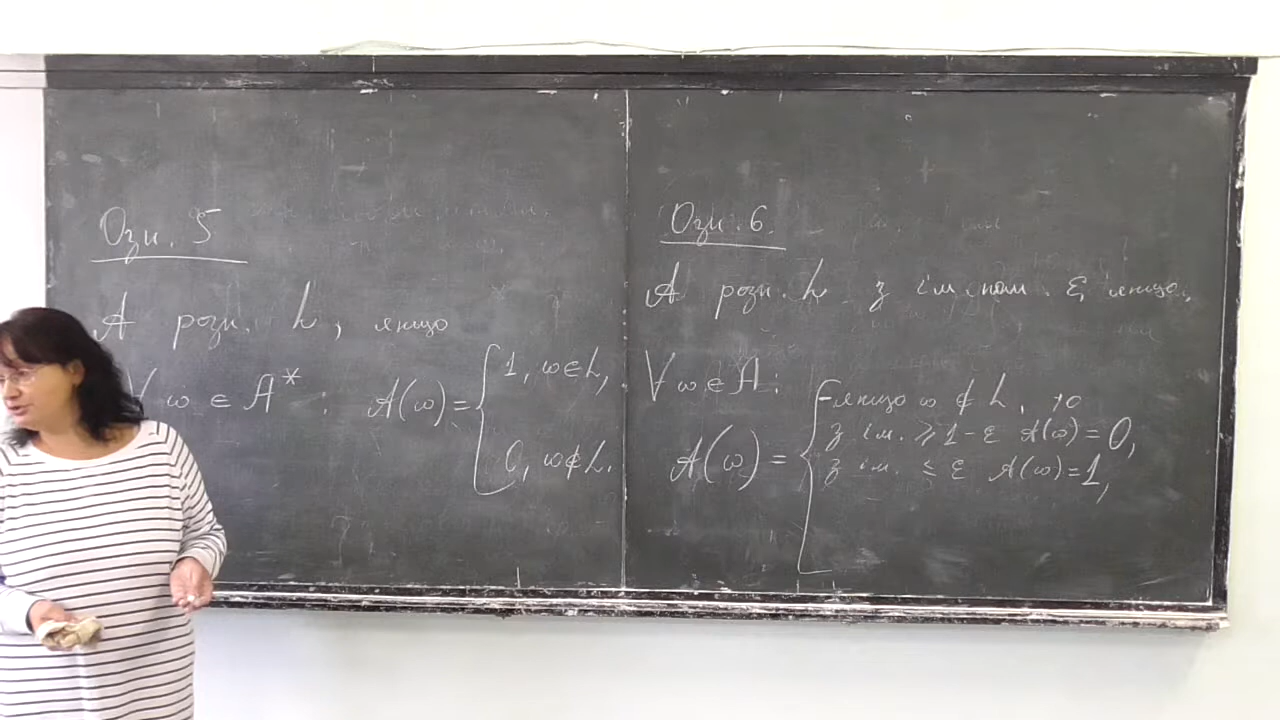 Озн. 5
𝒜 розп. L, якщо
∀ ω ∈ A* : 𝒜(ω) = { 1, ω ∈ L,
0, ω ∉ L.
Озн. 6
𝒜 розп. L з ім. пом. ε, якщо,
∀ ω ∈ A :
𝒜(ω) = { – якщо ω ∉ L, то
з ім. ⩾ 1 - ε 𝒜(ω) = 0,
з ім. ⩽ ε 𝒜(ω) = 1,